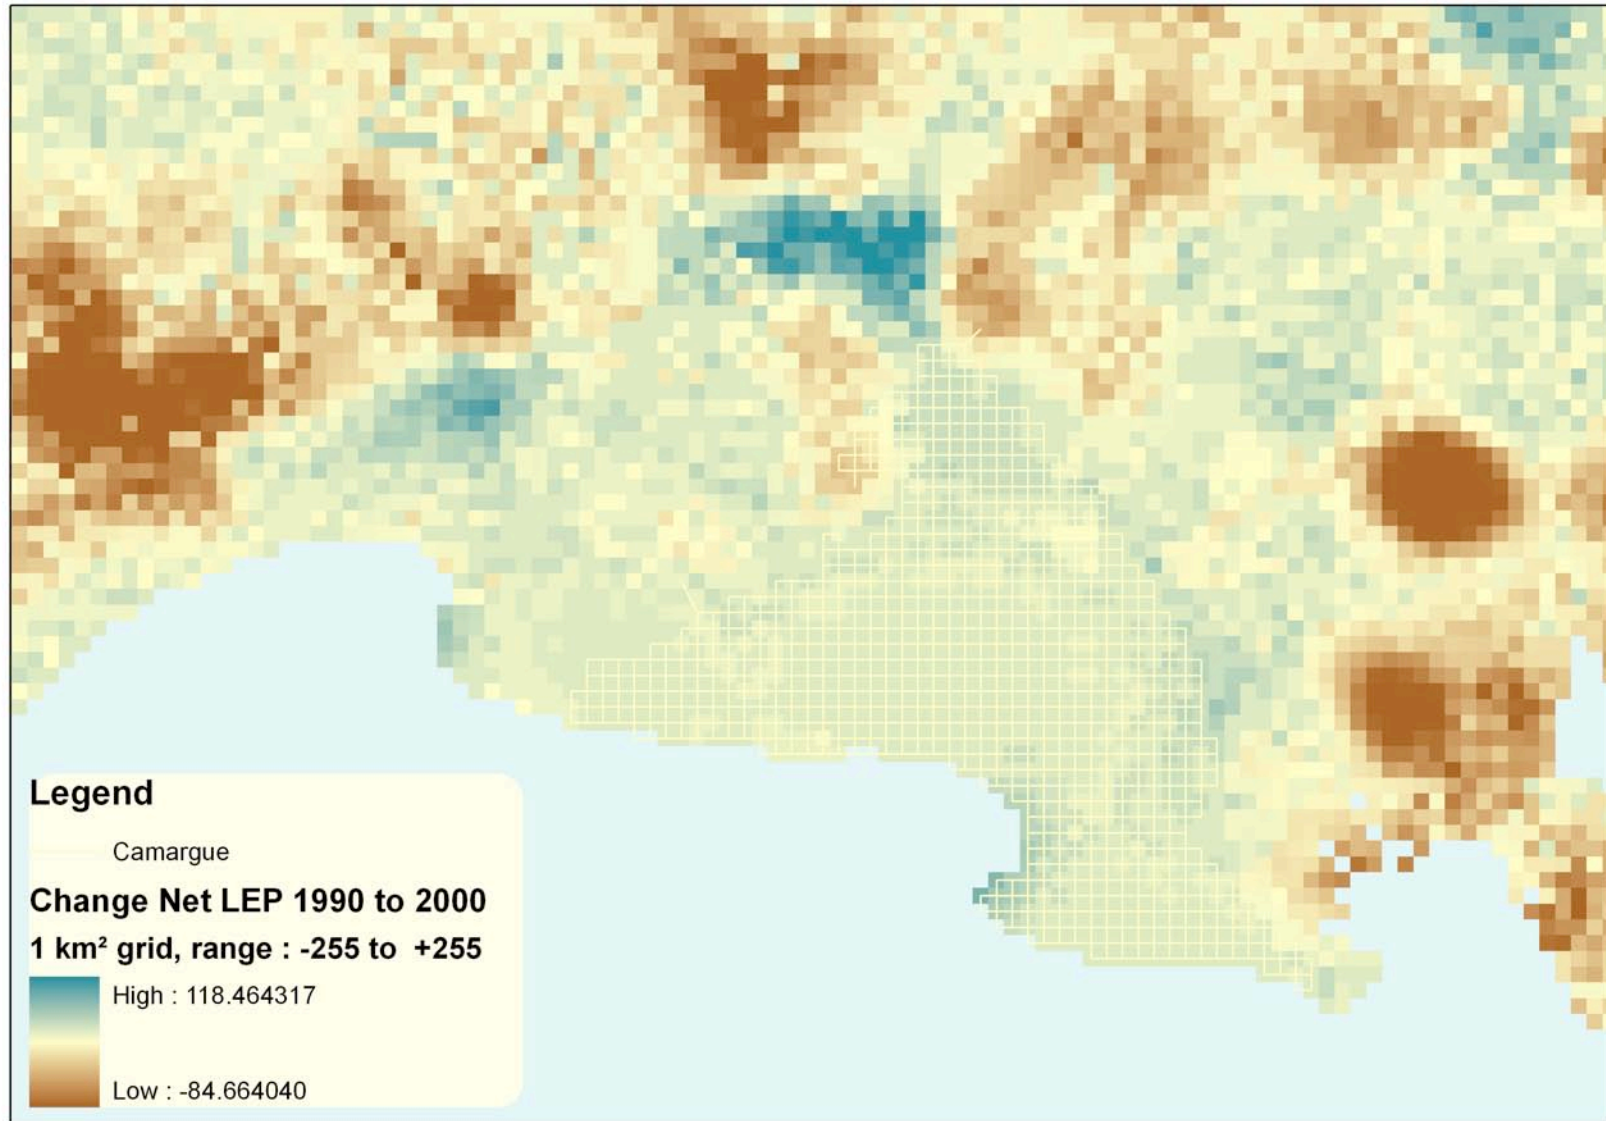 Legend
Camargue
Change Net LEP 1990 to 2000
1 km² grid, range : -255 to +255
High : 118.464317
Low : -84.664040